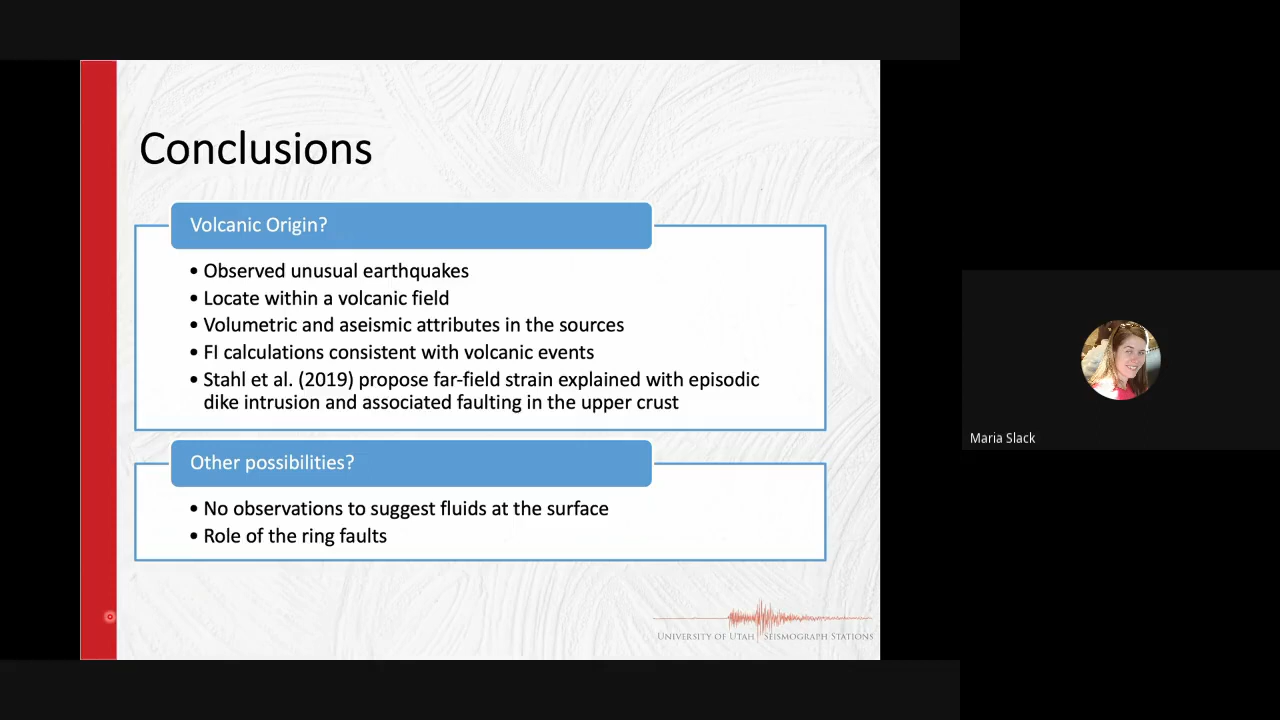 Conclusions
Volcanic Origin?
• Observed unusual earthquakes
• Locate within a volcanic field
• Volumetric and aseismic attributes in the sources
• FI calculations consistent with volcanic events
• Stahl et al. (2019) propose far-field strain explained with episodic
dike intrusion and associated faulting in the upper crust
Other possibilities?
• No observations to suggest fluids at the surface
• Role of the ring faults
University of Utah Seismograph Stations
Maria Slack